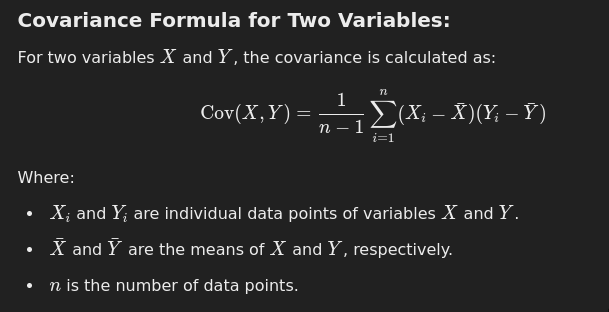 Covariance Formula for Two Variables:
For two variables X and Y, the covariance is calculated as:
Cov(X, Y) = \frac{1}{n-1} \sum_{i=1}^{n} (X_i − \bar{X})(Y_i − \bar{Y})
Where:
• X_i and Y_i are individual data points of variables X and Y.
• \bar{X} and \bar{Y} are the means of X and Y, respectively.
• n is the number of data points.